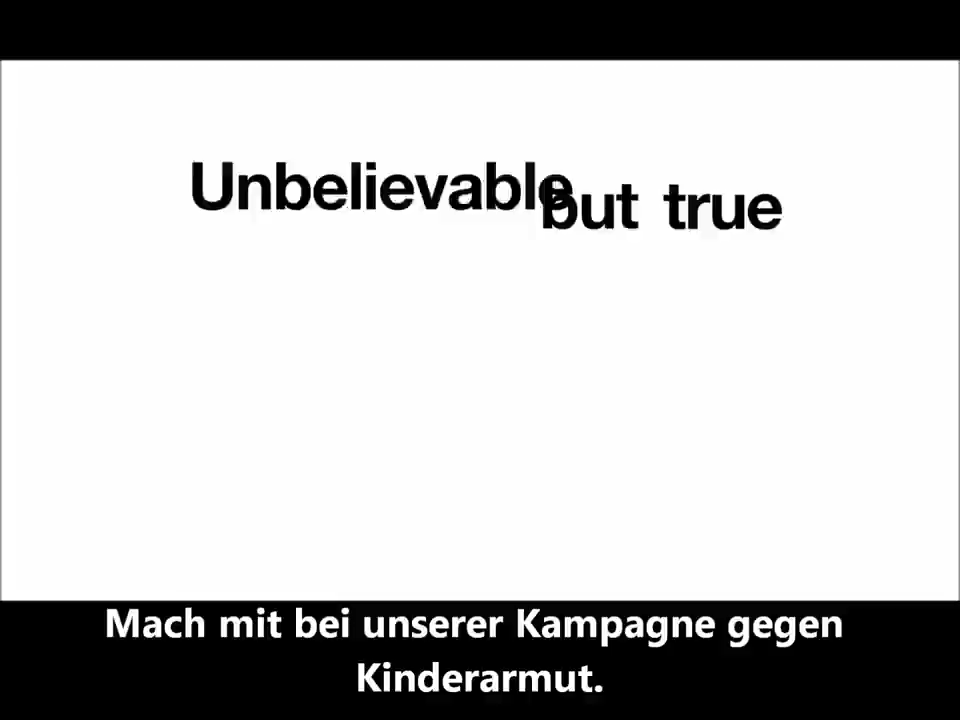 Unbelievable but true
Mach mit bei unserer Kampagne gegen
Kinderarmut.